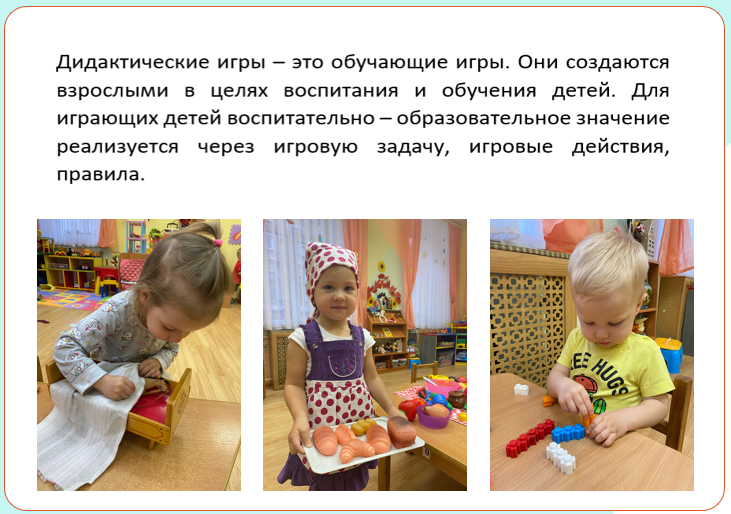 Дидактические игры – это обучающие игры. Они создаются
взрослыми в целях воспитания и обучения детей. Для
играющих детей воспитательно – образовательное значение
реализуется через игровую задачу, игровые действия,
правила.